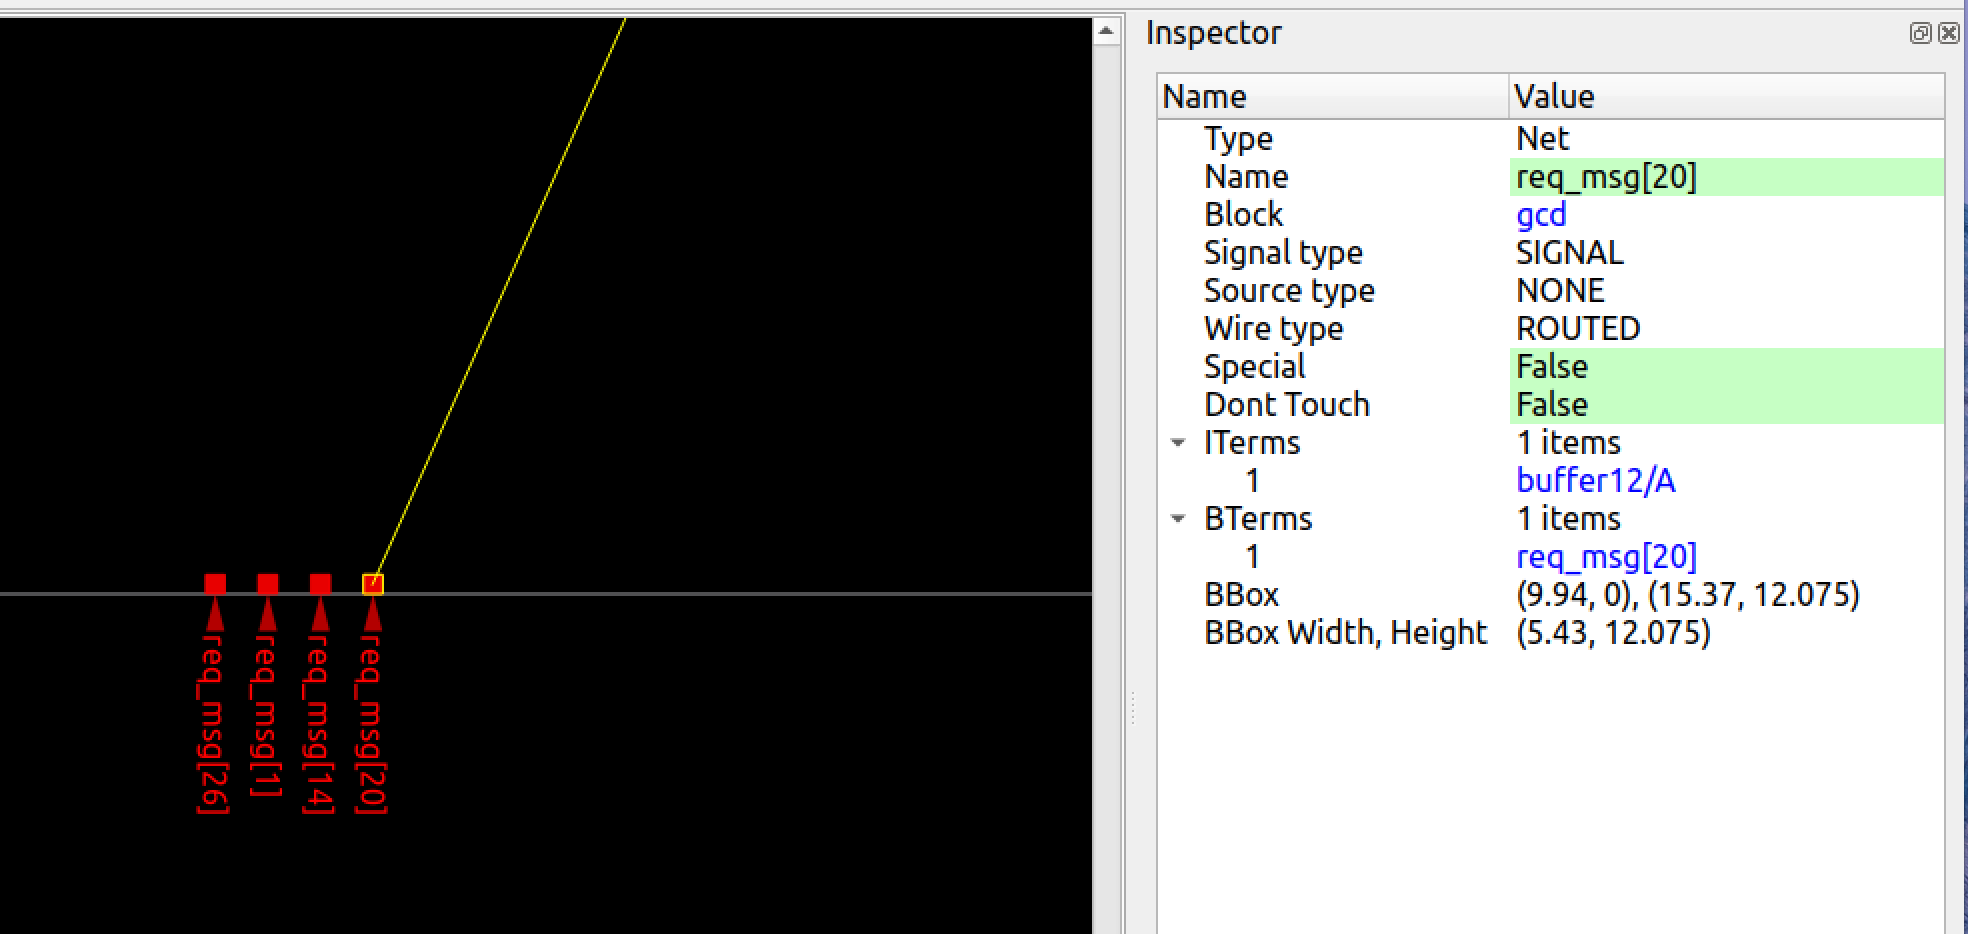 Inspector
Name Value
Type Net
Name req_msg[20]
Block gcd
Signal type SIGNAL
Source type NONE
Wire type ROUTED
Special False
Dont Touch False
ITerms 1 items
1 buffer12/A
BTerms 1 items
1 req_msg[20]
BBox (9.94, 0), (15.37, 12.075)
BBox Width, Height (5.43, 12.075)
req_msg[26]
req_msg[1]
req_msg[14]
req_msg[20]